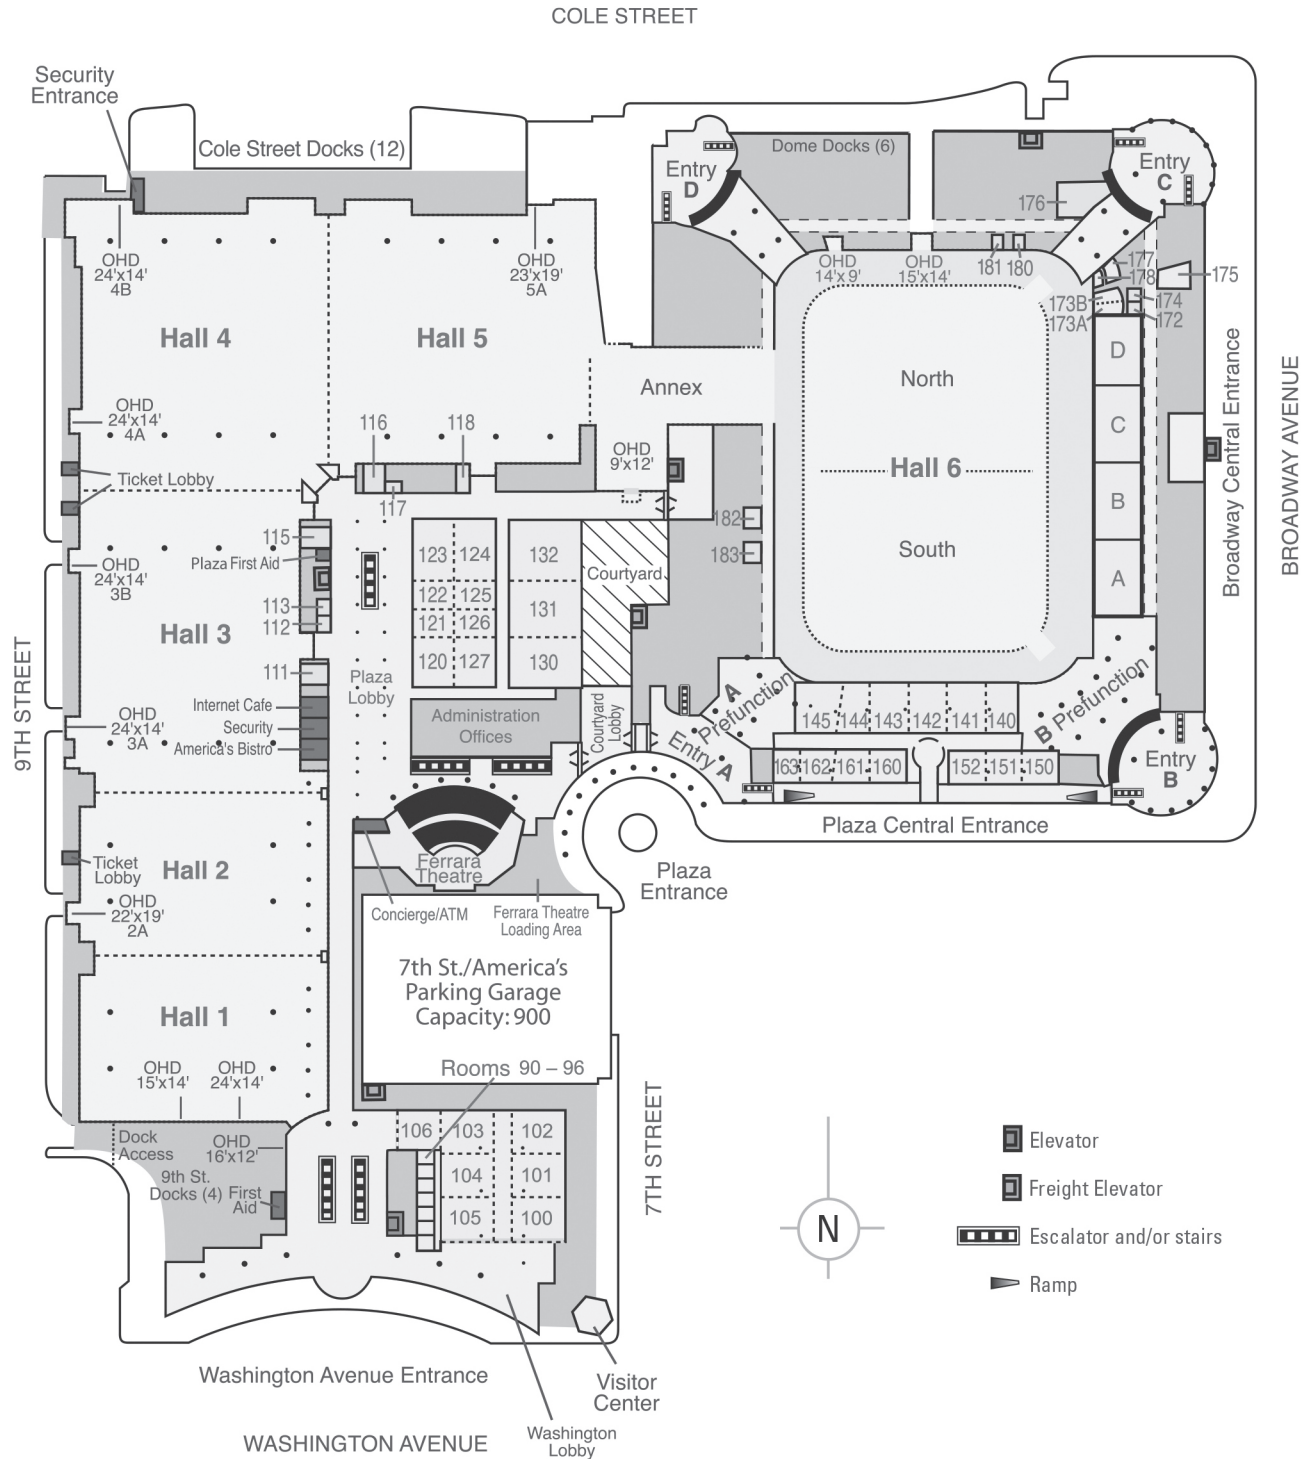 COLE STREET
Security
Entrance
Cole Street Docks (12)
Dome Docks (6)
Entry
D
Entry
C
176
OHD
24'x14'
4B
OHD
23'x19'
5A
OHD
14'x 9'
OHD
15'x14'
181
180
177
178
175
173B
174
173A
172
Hall 4
Hall 5
North
D
Annex
C
OHD
24'x14'
4A
116
118
OHD
9'x12'
Hall 6
Ticket Lobby
117
B
Broadway Central Entrance
BROADWAY AVENUE
182
115
123
124
132
South
183
Plaza First Aid
OHD
24'x14'
3B
Courtyard
A
122
125
113
131
112
121
126
Hall 3
120
127
130
111
Plaza
Lobby
A
Prefunction
B Prefunction
Internet Cafe
OHD
24'x14'
3A
Security
America's Bistro
Administration
Offices
Courtyard
Lobby
145
144
143
142
141
140
9TH STREET
Entry A
163
162
161
160
152
151
150
Entry
B
Plaza Central Entrance
Ticket
Lobby
Hall 2
Ferrara
Theatre
Plaza
Entrance
OHD
22'x19'
2A
Concierge/ATM
Ferrara Theatre
Loading Area
7th St./America's
Parking Garage
Capacity: 900
Hall 1
Rooms 90 – 96
OHD
15'x14'
OHD
24'x14'
106
103
102
Dock
Access
OHD
16'x12'
7TH STREET
104
101
9th St.
Docks (4)
First
Aid
105
100
Elevator
Freight Elevator
N
Escalator and/or stairs
Ramp
Washington Avenue Entrance
Visitor
Center
Washington
Lobby
WASHINGTON AVENUE